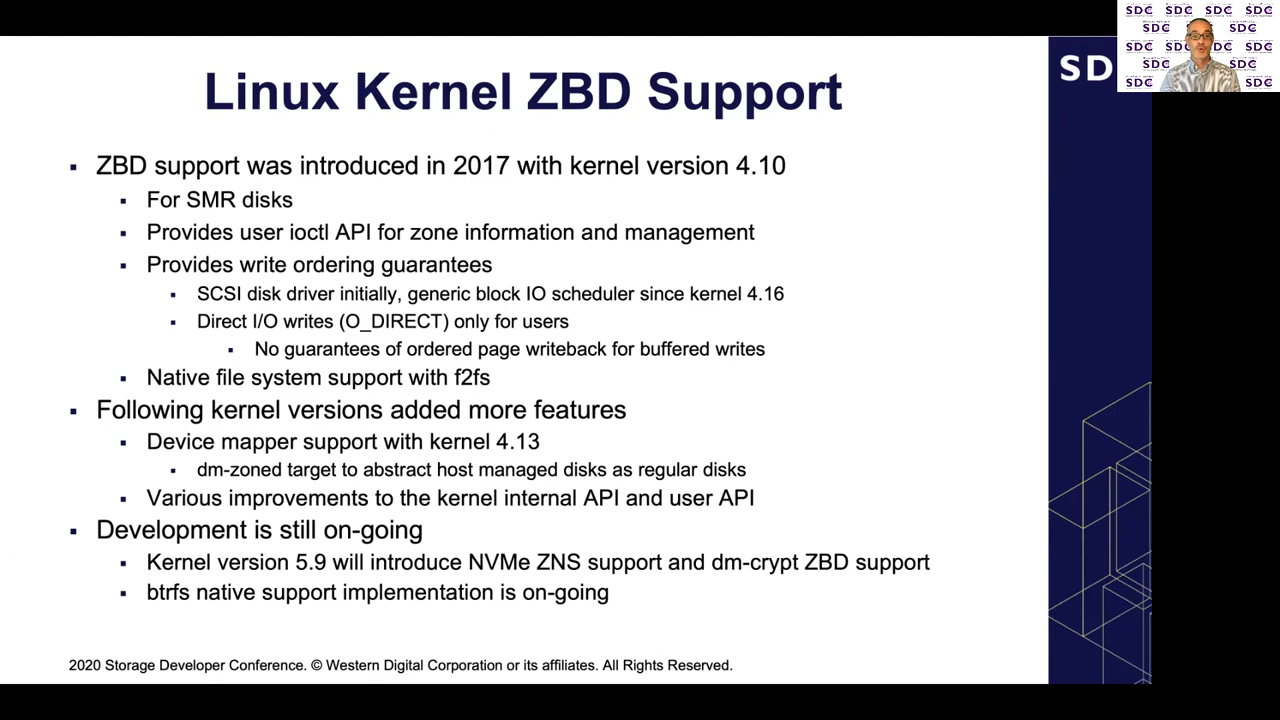 Linux Kernel ZBD Support
▪ ZBD support was introduced in 2017 with kernel version 4.10
▪ For SMR disks
▪ Provides user ioctl API for zone information and management
▪ Provides write ordering guarantees
▪ SCSI disk driver initially, generic block IO scheduler since kernel 4.16
▪ Direct I/O writes (O_DIRECT) only for users
▪ No guarantees of ordered page writeback for buffered writes
▪ Native file system support with f2fs
▪ Following kernel versions added more features
▪ Device mapper support with kernel 4.13
▪ dm-zoned target to abstract host managed disks as regular disks
▪ Various improvements to the kernel internal API and user API
▪ Development is still on-going
▪ Kernel version 5.9 will introduce NVMe ZNS support and dm-crypt ZBD support
▪ btrfs native support implementation is on-going
2020 Storage Developer Conference. © Western Digital Corporation or its affiliates. All Rights Reserved.
SD
SDC SDC SDC SDC
SDC SDC
SDC SDC DC SDC
SDC SDC
SDC SDC